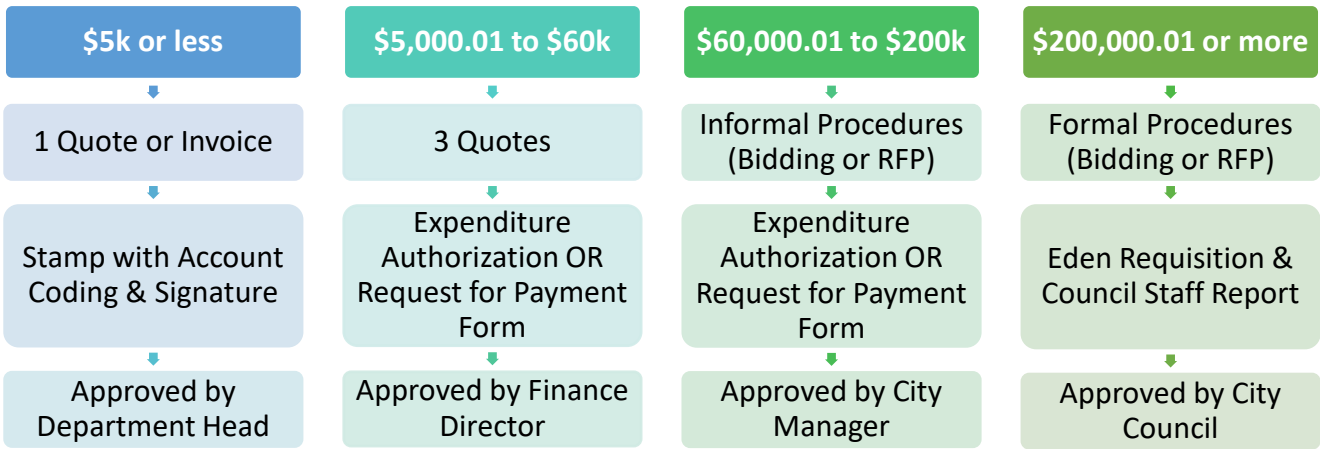 $5k or less
1 Quote or Invoice
Stamp with Account
Coding & Signature
Approved by
Department Head
$5,000.01 to $60k
3 Quotes
Expenditure
Authorization OR
Request for Payment
Form
Approved by Finance
Director
$60,000.01 to $200k
Informal Procedures
(Bidding or RFP)
Expenditure
Authorization OR
Request for Payment
Form
Approved by City
Manager
$200,000.01 or more
Formal Procedures
(Bidding or RFP)
Eden Requisition &
Council Staff Report
Approved by City
Council